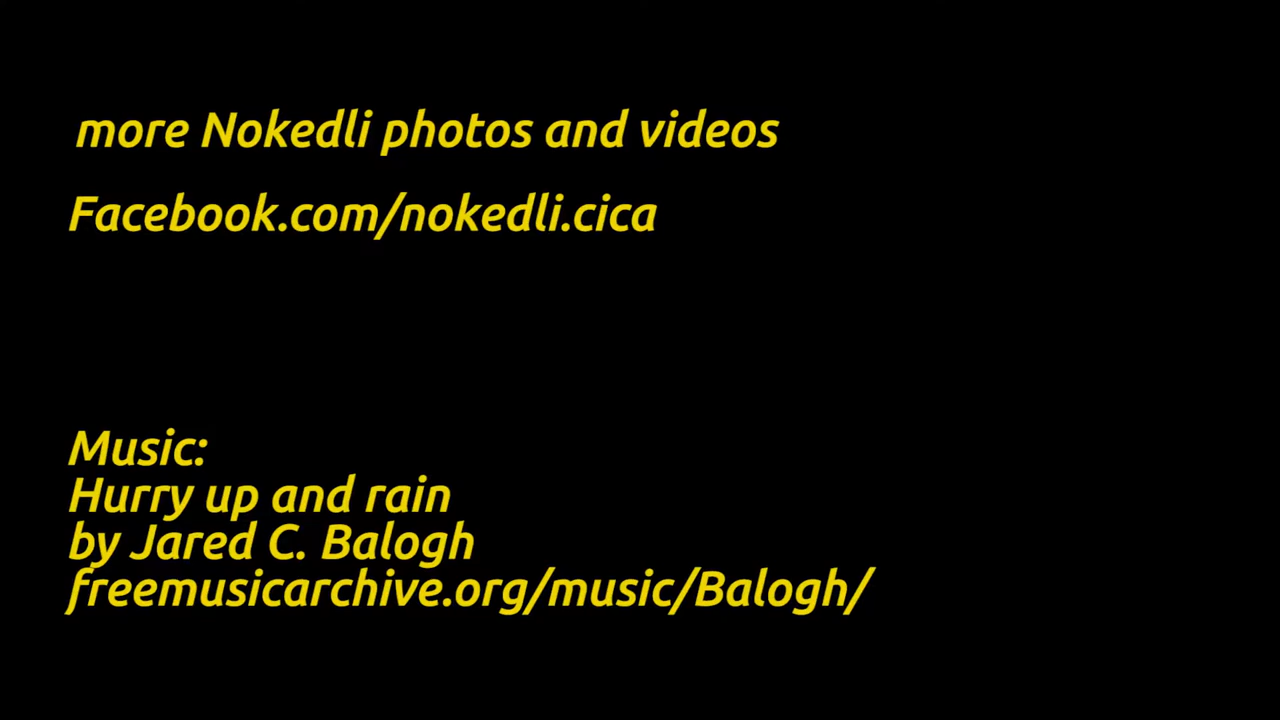 more Nokedli photos and videos
Facebook.com/nokedli.cica
Music:
Hurry up and rain
by Jared C. Balogh
freemusicarchive.org/music/Balogh/